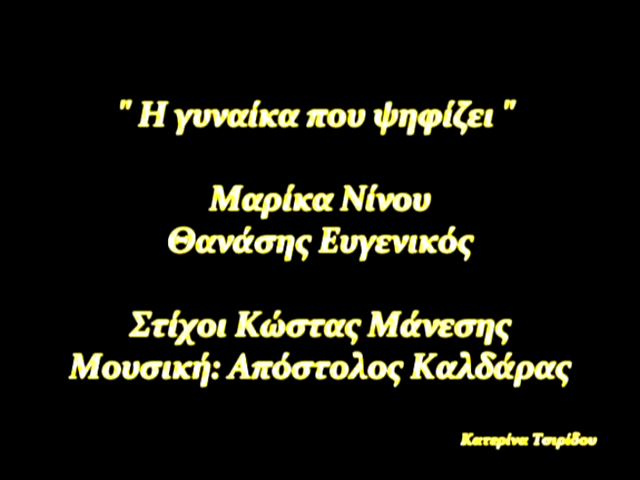 " Η γυναίκα που ψηφίζει "
Μαρίκα Νίνου
Θανάσης Ευγενικός
Στίχοι Κώστας Μάνεσης
Μουσική: Απόστολος Καλδάρας
Κατερίνα Τσιρίδου